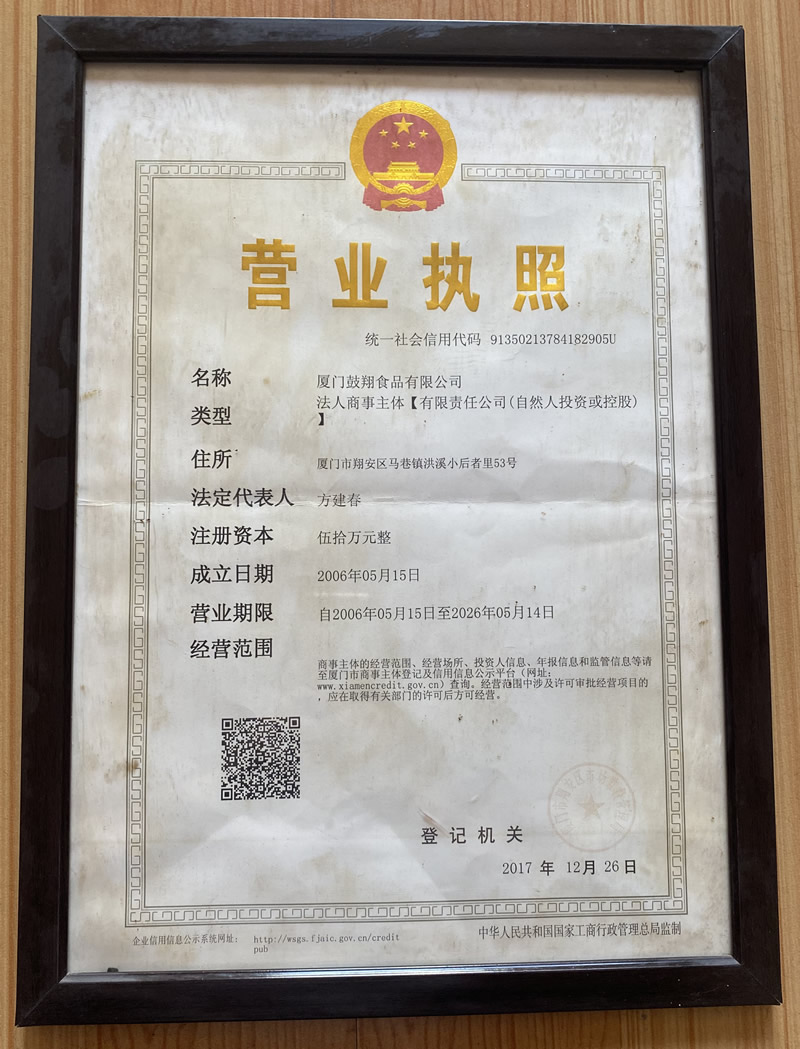 营业执照
统一社会信用代码 91350213784182905U
名称 厦门鼓翔食品有限公司
类型 法人商事主体【有限责任公司(自然人投资或控股)
】
住所 厦门市翔安区马巷镇洪溪小后者里53号
法定代表人 方建春
注册资本 伍拾万元整
成立日期 2006年05月15日
营业期限 自2006年05月15日至2026年05月14日
经营范围
商事主体的经营范围、经营场所、投资人信息、年报信息和监管信息等请
至厦门市商事主体登记及信用信息公示平台（网址：
www.xiamencredit.gov.cn）查询。经营范围中涉及许可审批经营项目的
，应在取得有关部门的许可后方可经营。
登记机关
2017 年 12月 26日
企业信用信息公示系统网址： http://wsgs.fjaic.gov.cn/credit
pub
中华人民共和国国家工商行政管理总局监制